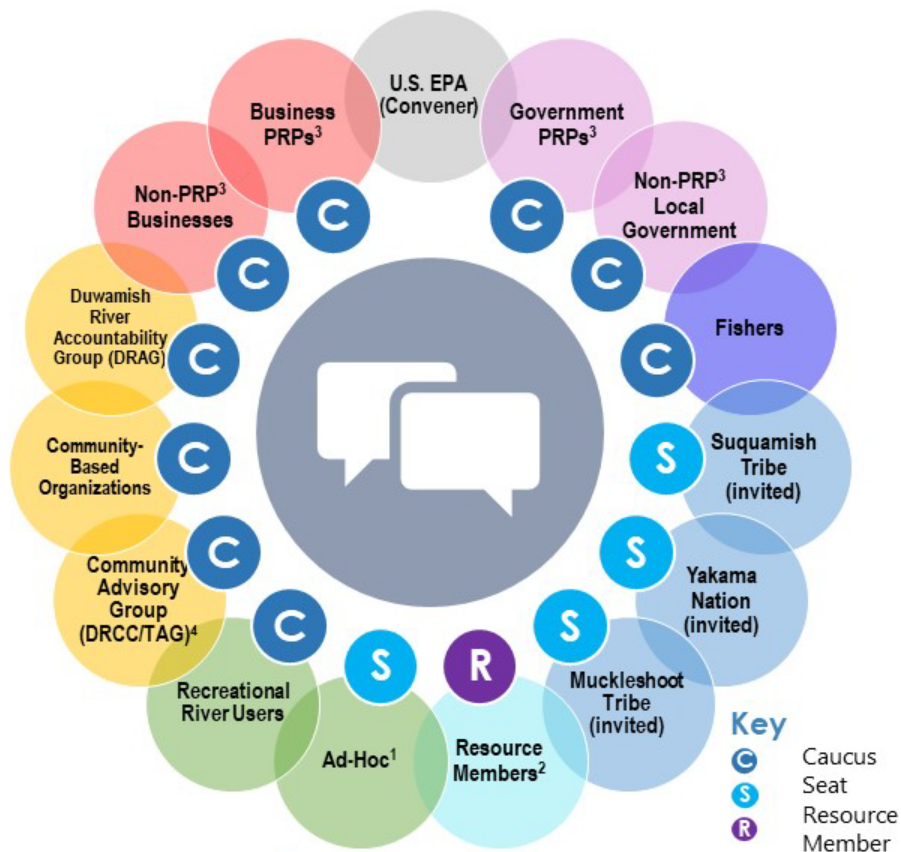 U.S. EPA
(Convener)
Government
PRPs³
Non-PRP³
Local
Government
Fishers
Suquamish
Tribe
(invited)
Yakama
Nation
(invited)
Muckleshoot
Tribe
(invited)
Resource
Members²
Ad-Hoc¹
Recreational
River Users
Community
Advisory
Group
(DRCC/TAG)⁴
Community-
Based
Organizations
Duwamish
River
Accountability
Group (DRAG)
Non-PRP³
Businesses
Business
PRPs³
C
C
C
S
S
S
R
S
C
C
C
C
C
C
Key
C Caucus
S Seat
R Resource
Member